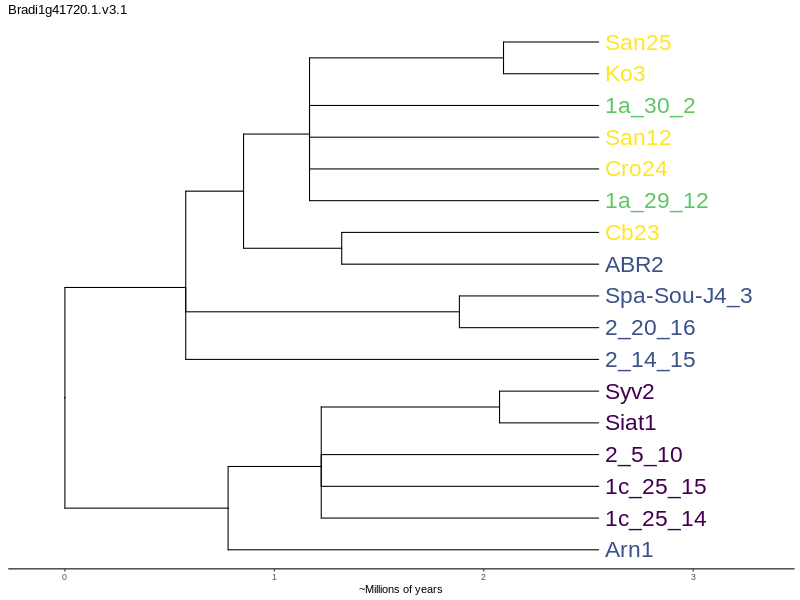 Bradi1g41720.1.v3.1
San25
Ko3
1a_30_2
San12
Cro24
1a_29_12
Cb23
ABR2
Spa-Sou-J4_3
2_20_16
2_14_15
Syv2
Siat1
2_5_10
1c_25_15
1c_25_14
Arn1
0 1 2 3
~Millions of years